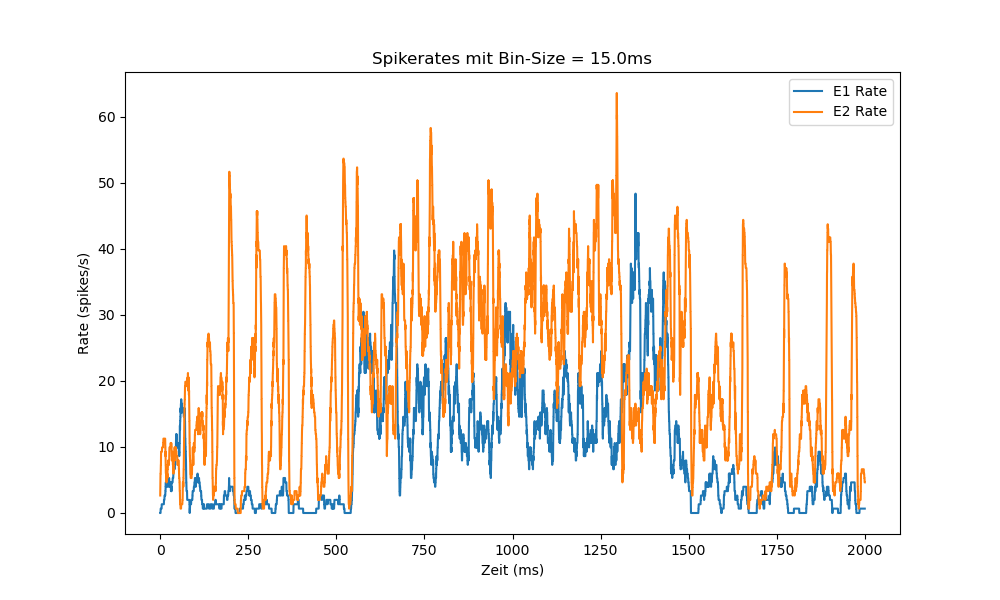 Spikerates mit Bin-Size = 15.0ms
E1 Rate
E2 Rate
Rate (spikes/s)
60
50
40
30
20
10
0
0 250 500 750 1000 1250 1500 1750 2000
Zeit (ms)